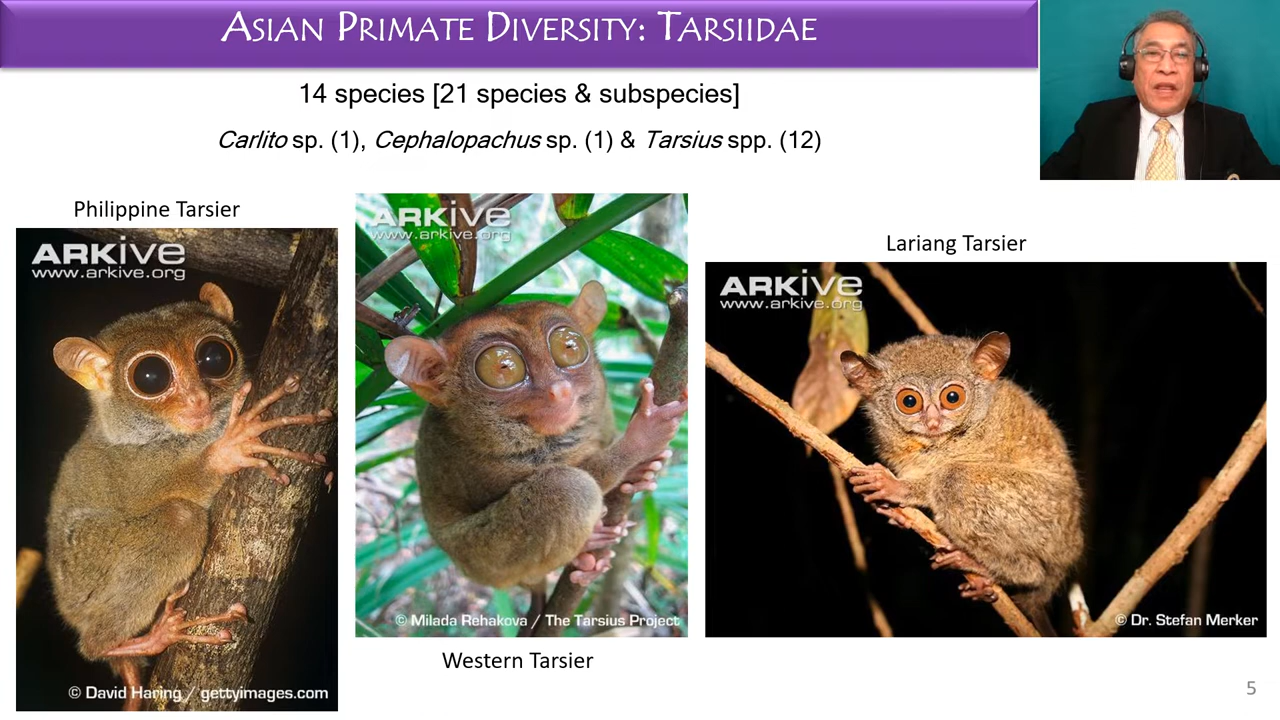 ASIAN PRIMATE DIVERSITY: TARSIIDAE
14 species [21 species & subspecies]
Carlito sp. (1), Cephalopachus sp. (1) & Tarsius spp. (12)
Philippine Tarsier
ARKive
www.arkive.org
© David Haring / gettyimages.com
ARKive
www.arkive.org
© Milada Rehakova / The Tarsius Project
Western Tarsier
Lariang Tarsier
ARKive
www.arkive.org
© Dr. Stefan Merker
5